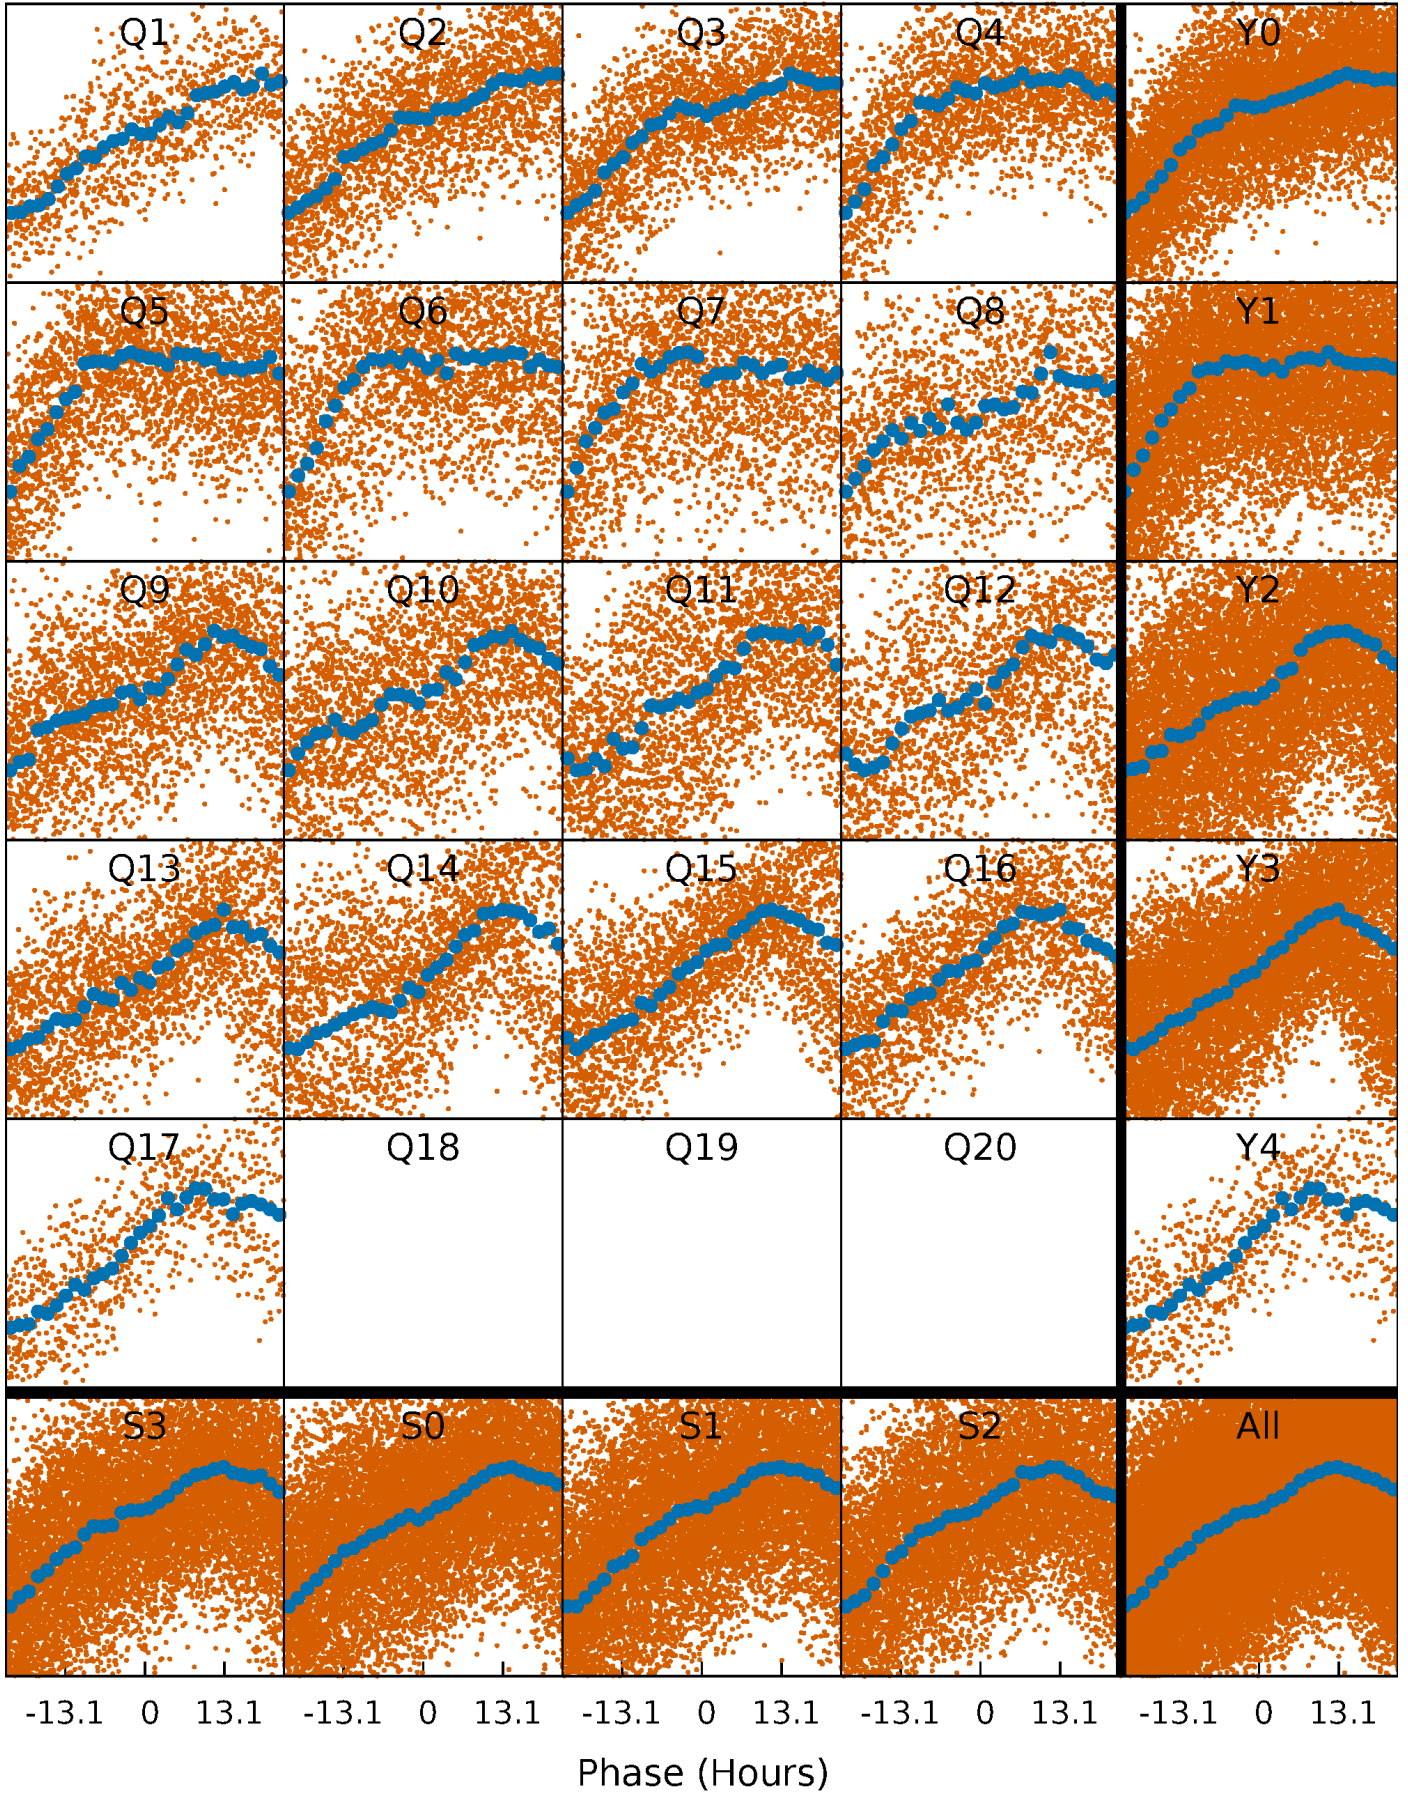 Q1 Q2 Q3 Q4 Y0
Q5 Q6 Q7 Q8 Y1
Q9 Q10 Q11 Q12 Y2
Q13 Q14 Q15 Q16 Y3
Q17 Q18 Q19 Q20 Y4
S3 S0 S1 S2 All
-13.1 0 13.1 -13.1 0 13.1 -13.1 0 13.1 -13.1 0 13.1 -13.1 0 13.1
Phase (Hours)